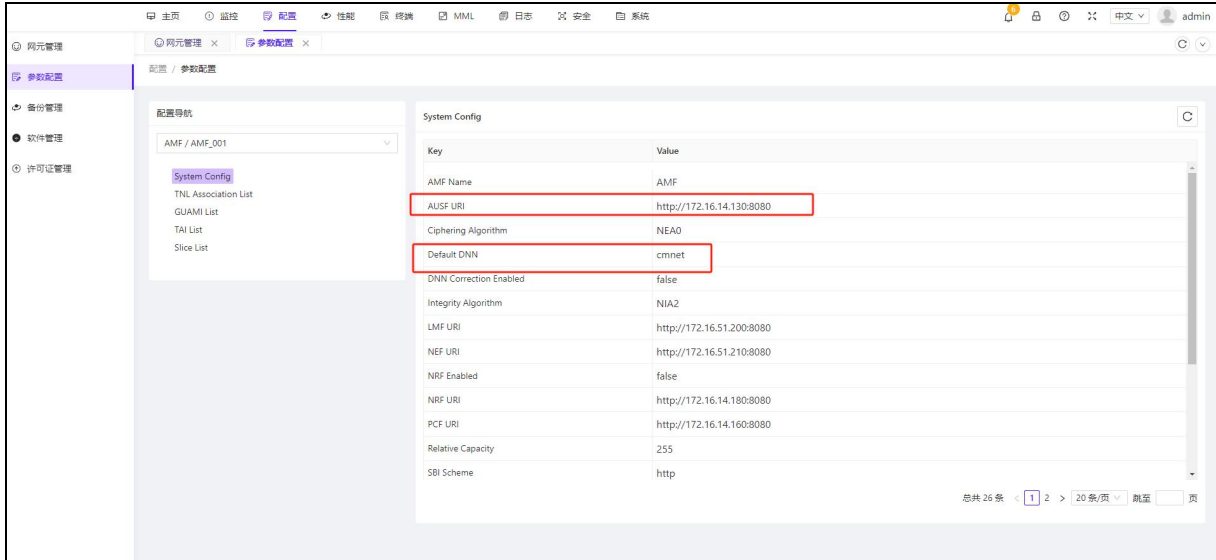 主页 监控 配置 性能 终端 MML 日志 安全 系统 6 中文 admin
网元管理
参数配置
备份管理
软件管理
许可证管理
网元管理 参数配置
配置 / 参数配置
配置导航
AMF / AMF_001
System Config
TNL Association List
GUAMI List
TAI List
Slice List
System Config
Key Value
AMF Name AMF
AUSF URI http://172.16.14.130:8080
Ciphering Algorithm NEA0
Default DNN cmnet
DNN Correction Enabled false
Integrity Algorithm NIA2
LMF URI http://172.16.51.200:8080
NEF URI http://172.16.51.210:8080
NRF Enabled false
NRF URI http://172.16.14.180:8080
PCF URI http://172.16.14.160:8080
Relative Capacity 255
SBI Scheme http
总共 26 条 < 1 2 > 20 条/页 跳至 页